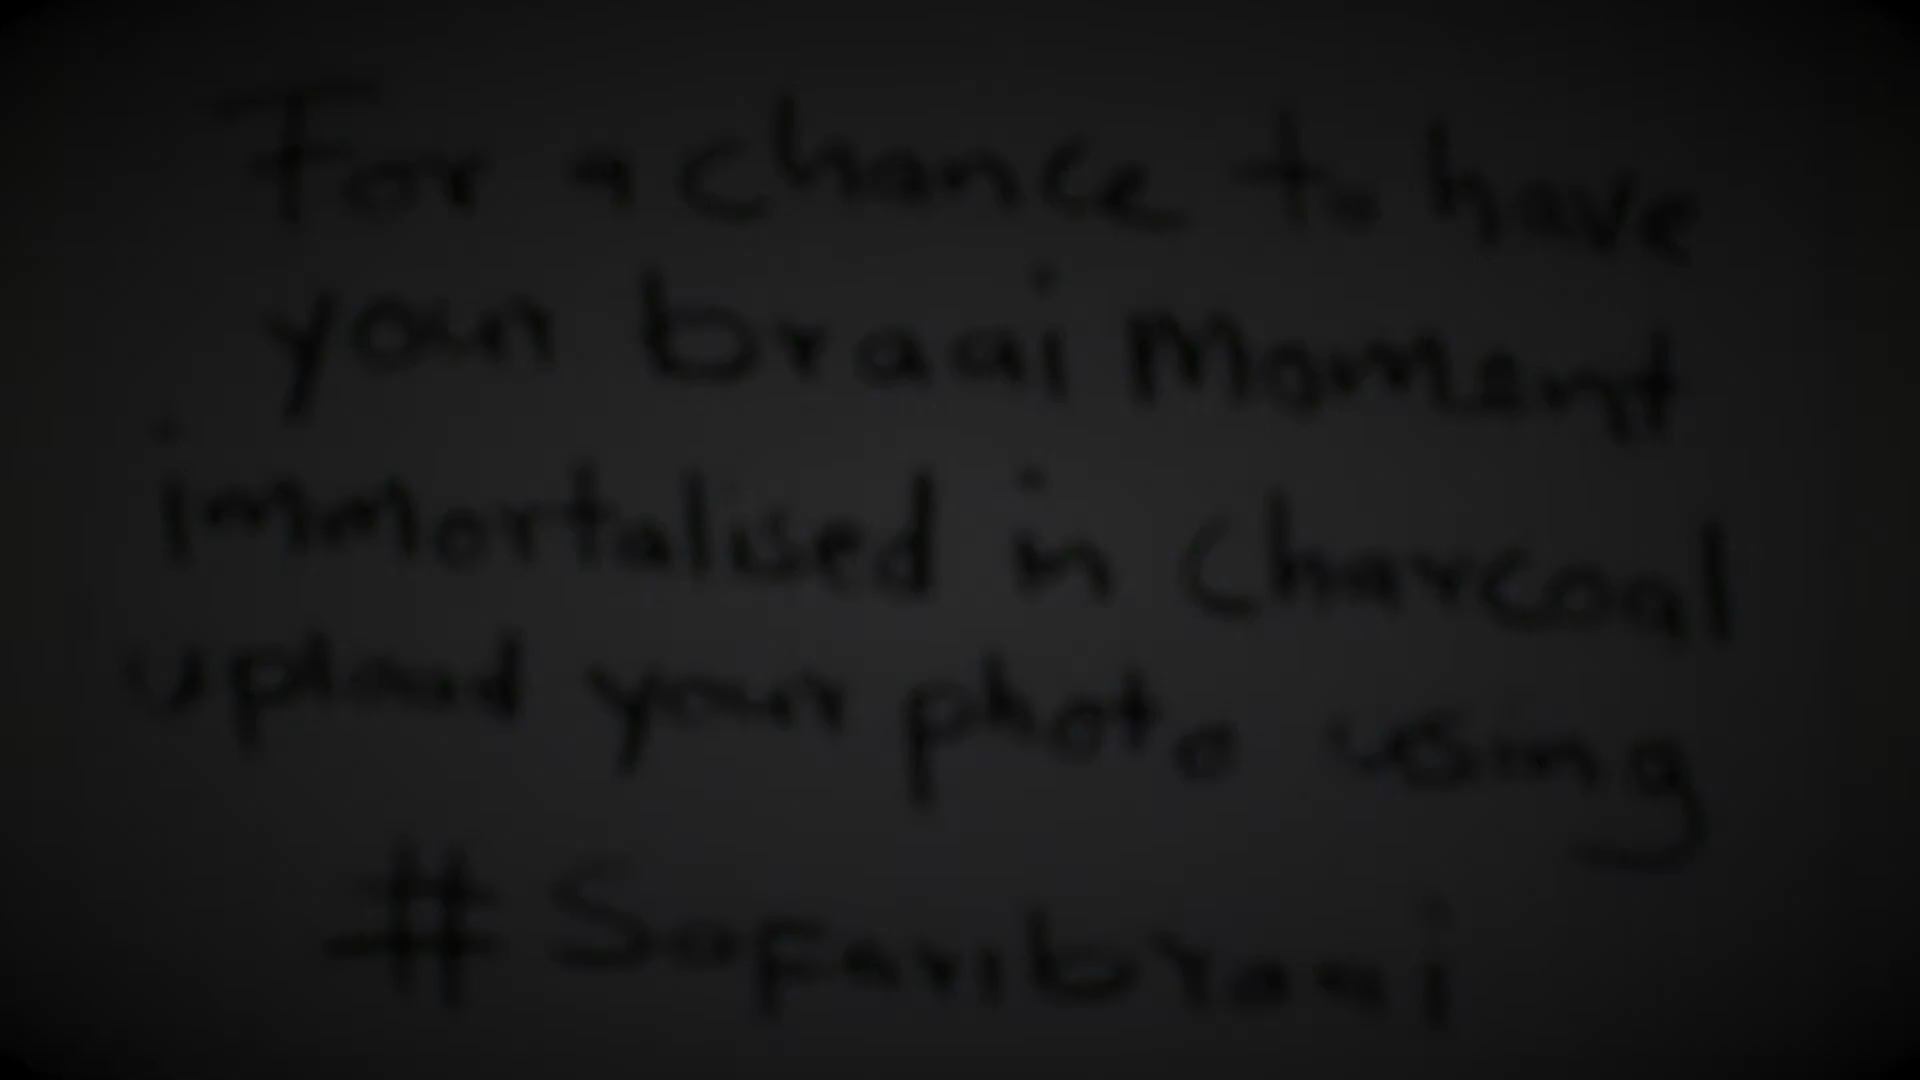 For a chance to have
your braai Moment
immortalised in Charcoal
upload your photo using
#Safaribraai